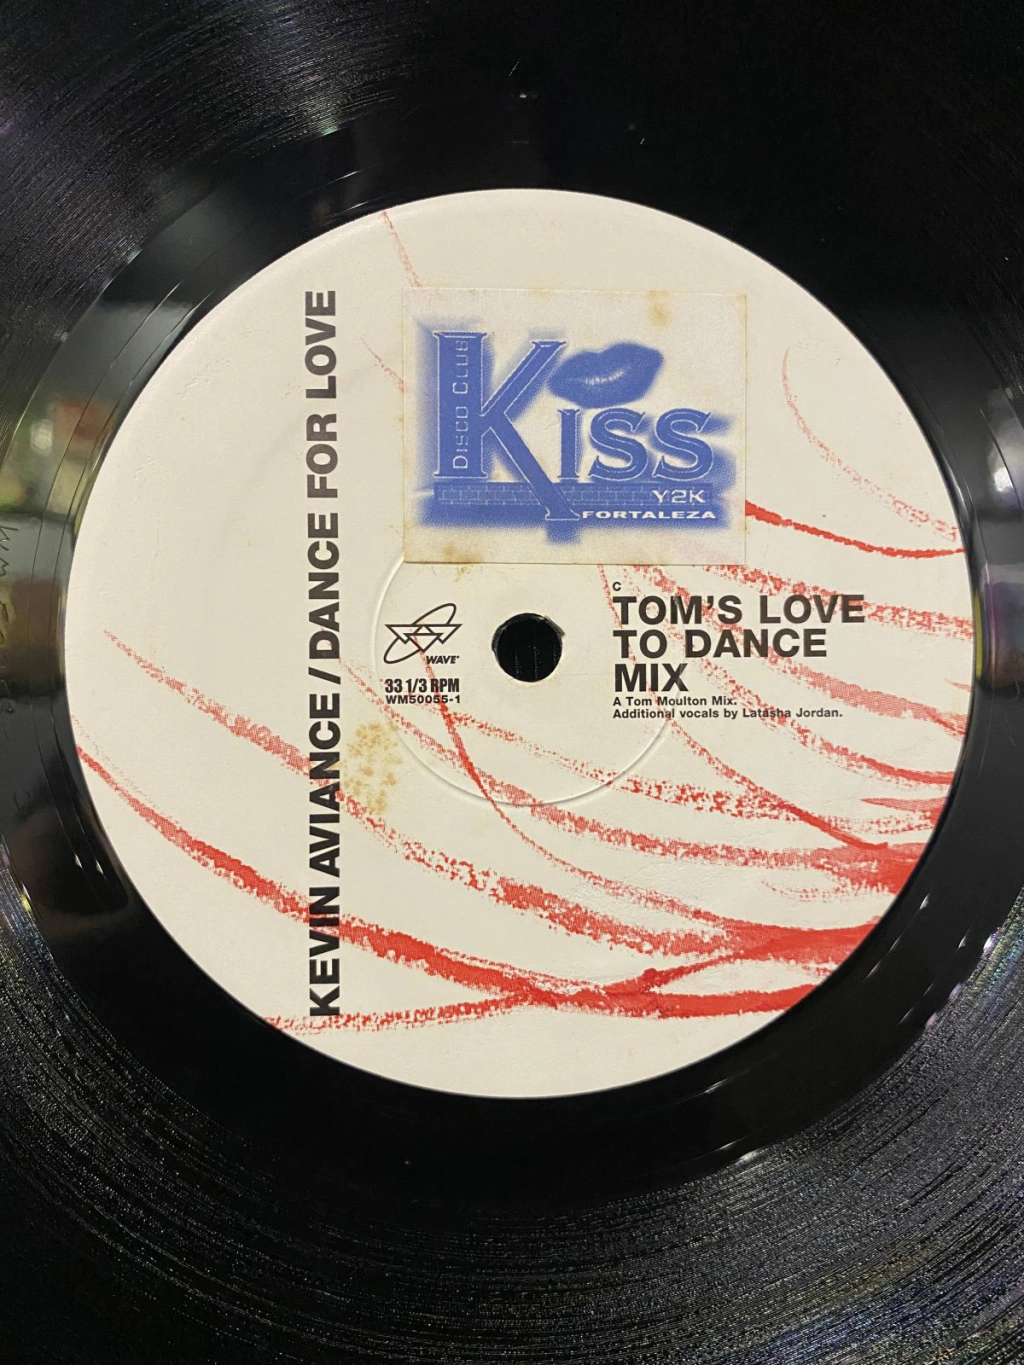 KEVIN AVIANCE / DANCE FOR LOVE
DISCO CLUB
KISS
Y2K
FORTALEZA
C
TOM'S LOVE
TO DANCE
MIX
A Tom Moulton Mix.
Additional vocals by Latasha Jordan.
WAVE
33 1/3 RPM
WM50055-1